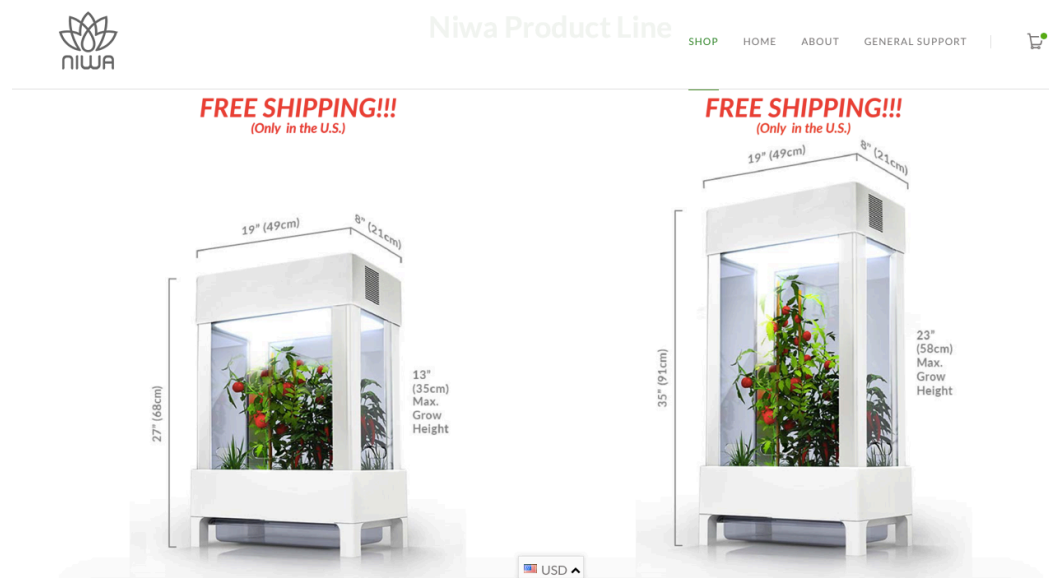 Niwa Product Line
NIWA
SHOP
HOME
ABOUT
GENERAL SUPPORT
FREE SHIPPING!!!
(Only in the U.S.)
19” (49cm)
8” (21cm)
27” (68cm)
13”
(35cm)
Max.
Grow
Height
FREE SHIPPING!!!
(Only in the U.S.)
19” (49cm)
8” (21cm)
35” (91cm)
23”
(58cm)
Max.
Grow
Height
USD